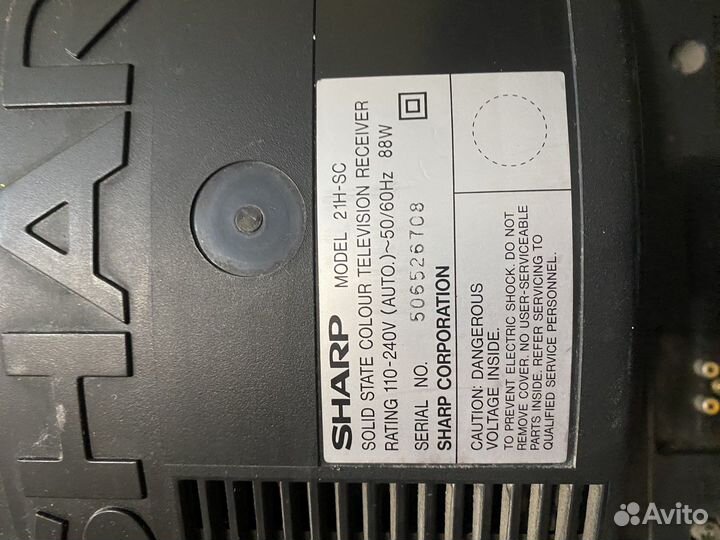 SHAR
SHARP
MODEL 21H-SC
SOLID STATE COLOUR TELEVISION RECEIVER
RATING 110-240V (AUTO.)~50/60Hz 88W
SERIAL NO. 506526708
SHARP CORPORATION
CAUTION: DANGEROUS
VOLTAGE INSIDE.
TO PREVENT ELECTRIC SHOCK. DO NOT
REMOVE COVER. NO USER-SERVICEABLE
PARTS INSIDE. REFER SERVICING TO
QUALIFIED SERVICE PERSONNEL.
Avito